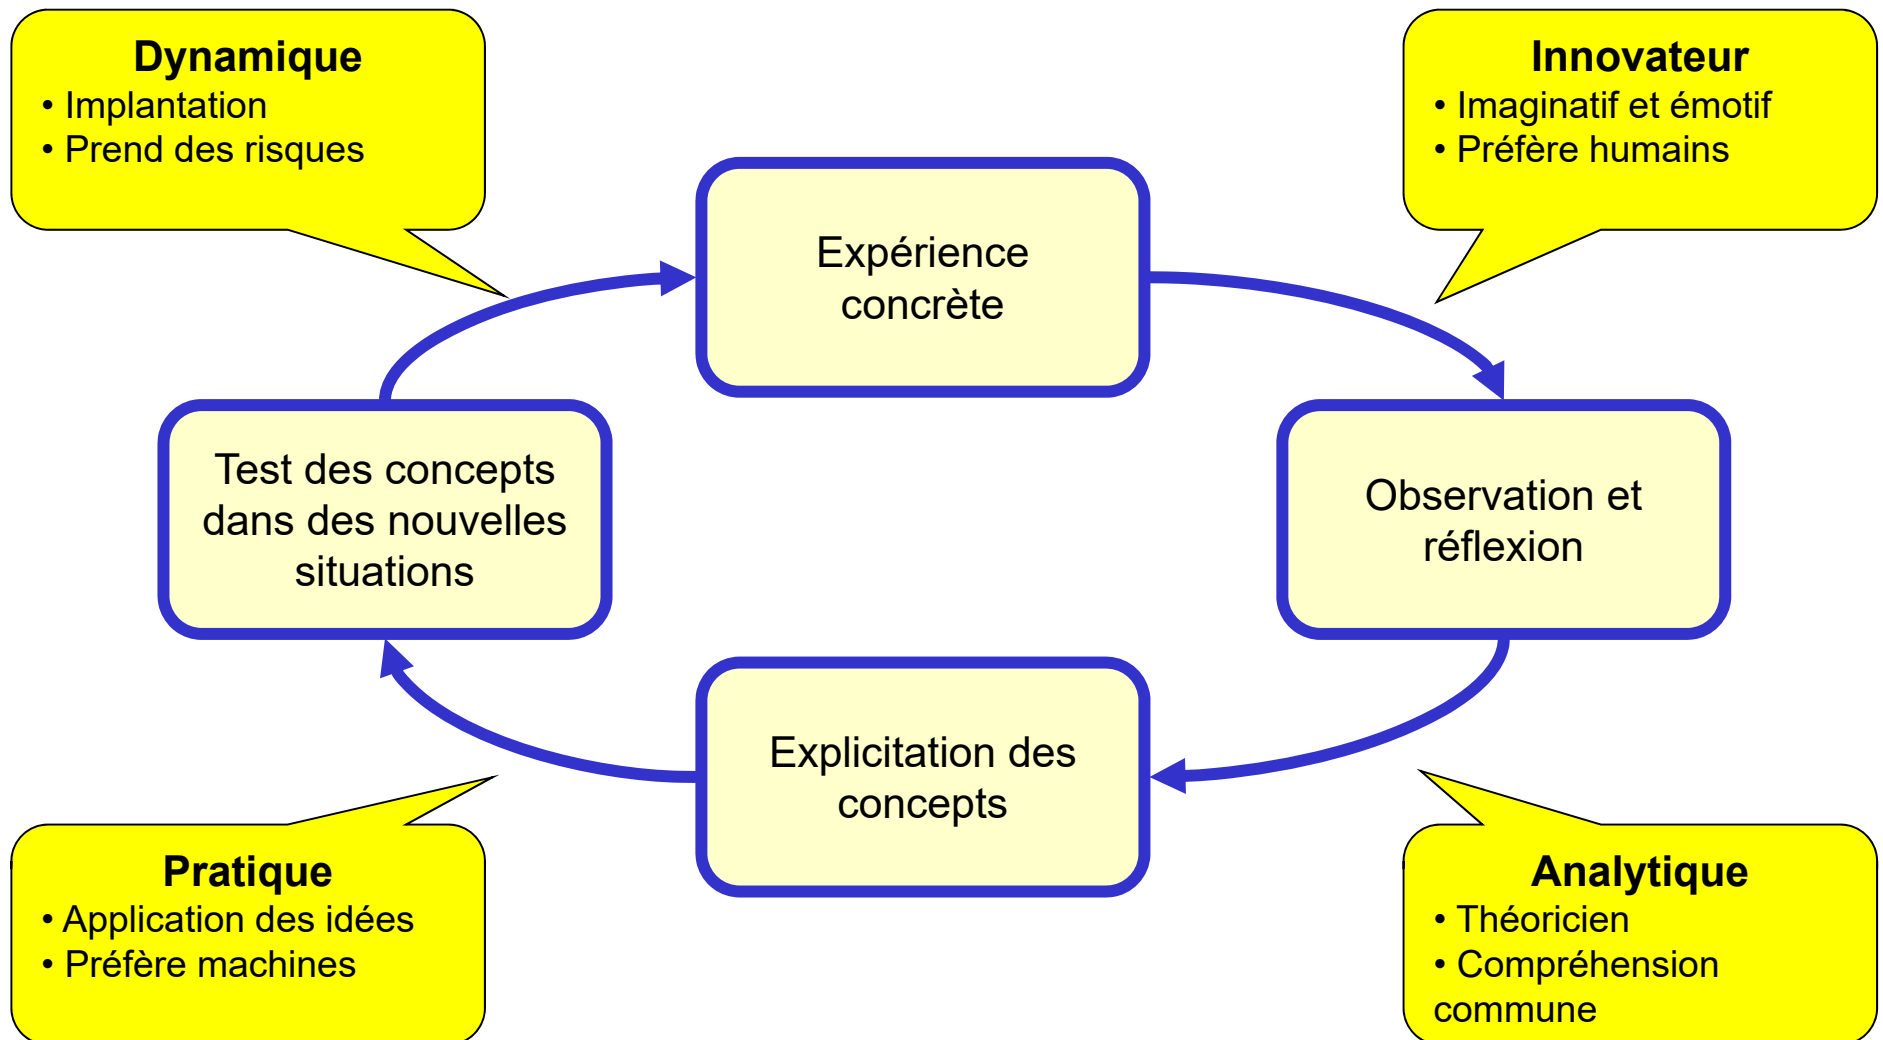 Dynamique
• Implantation
• Prend des risques
Innovateur
• Imaginatif et émotif
• Préfère humains
Expérience
concrète
Test des concepts
dans des nouvelles
situations
Observation et
réflexion
Explicitation des
concepts
Pratique
• Application des idées
• Préfère machines
Analytique
• Théoricien
• Compréhension
commune